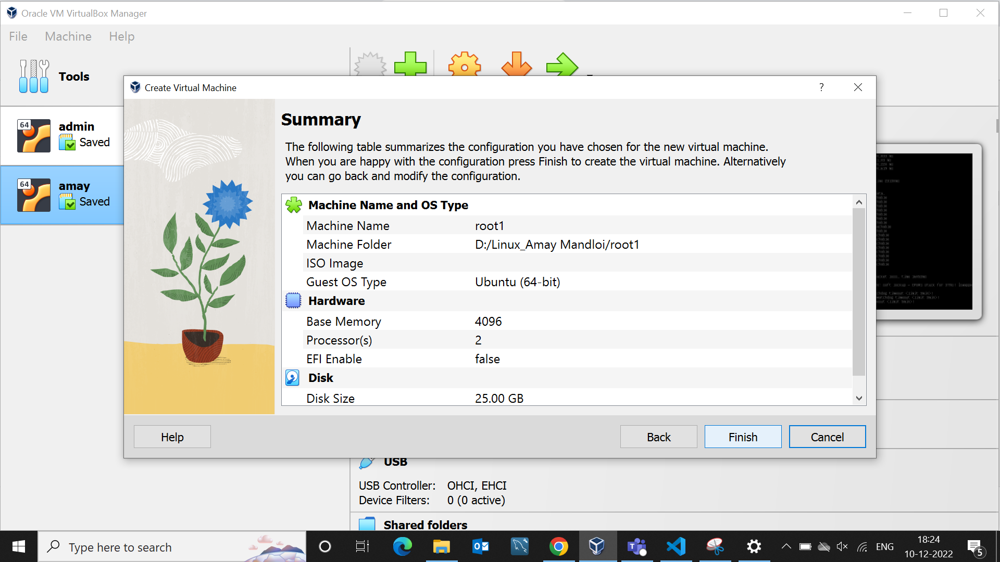 Oracle VM VirtualBox Manager
File Machine Help
Tools
64 admin
Saved
64 amay
Saved
Create Virtual Machine
?
Summary
The following table summarizes the configuration you have chosen for the new virtual machine.
When you are happy with the configuration press Finish to create the virtual machine. Alternatively
you can go back and modify the configuration.
Machine Name and OS Type
Machine Name root1
Machine Folder D:/Linux_Amay Mandloi/root1
ISO Image
Guest OS Type Ubuntu (64-bit)
Hardware
Base Memory 4096
Processor(s) 2
EFI Enable false
Disk
Disk Size 25.00 GB
Help Back Finish Cancel
USB
USB Controller: OHCI, EHCI
Device Filters: 0 (0 active)
Shared folders
Type here to search
ENG
18:24
10-12-2022
5